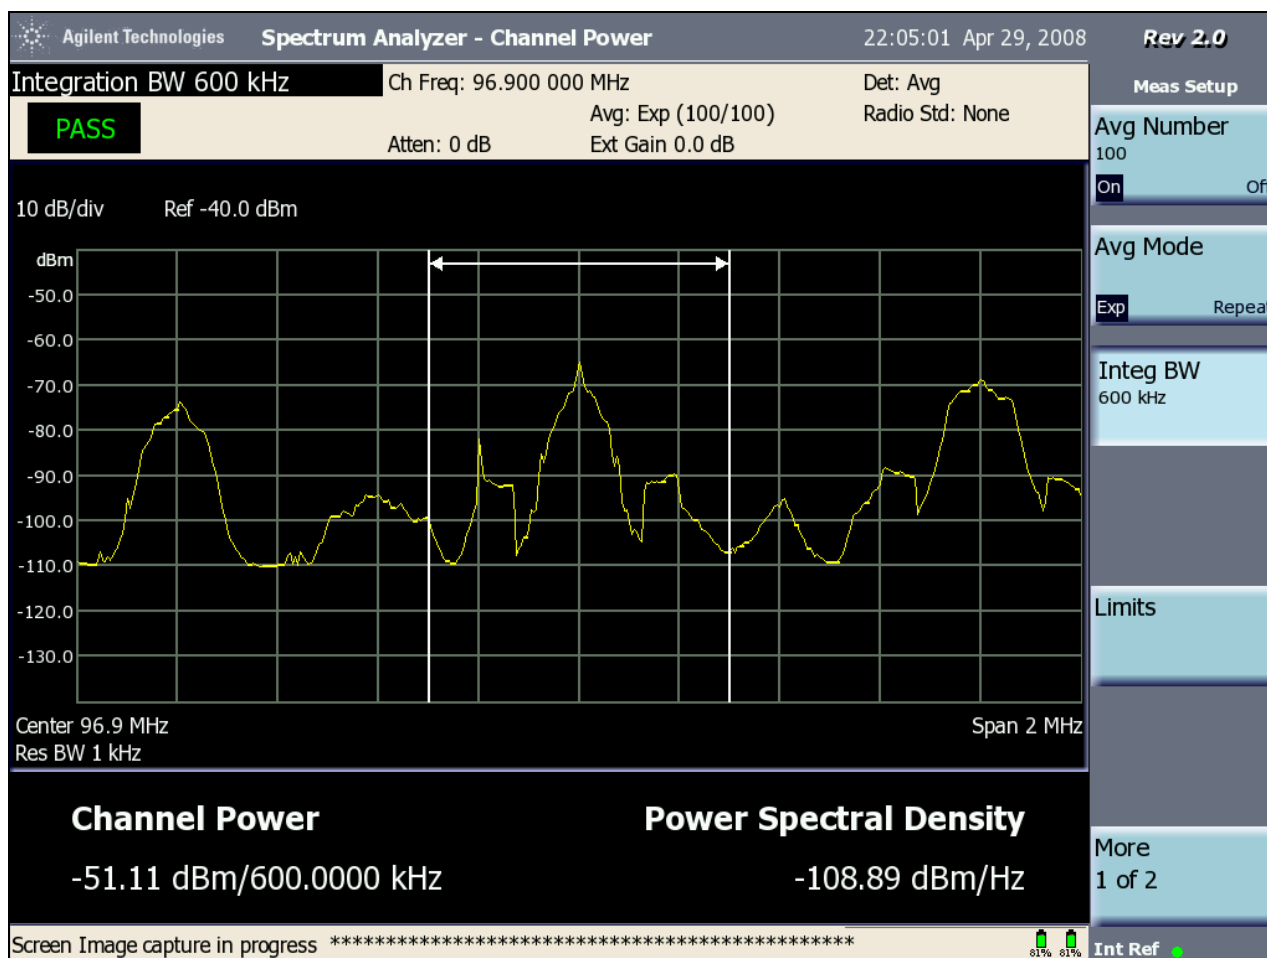 Agilent Technologies Spectrum Analyzer - Channel Power 22:05:01 Apr 29, 2008 Rev 2.0
Integration BW 600 kHz Ch Freq: 96.900 000 MHz Det: Avg
PASS Avg: Exp (100/100) Radio Std: None
Atten: 0 dB Ext Gain 0.0 dB
10 dB/div Ref -40.0 dBm
dBm
-50.0
-60.0
-70.0
-80.0
-90.0
-100.0
-110.0
-120.0
-130.0
Center 96.9 MHz Span 2 MHz
Res BW 1 kHz
Channel Power Power Spectral Density
-51.11 dBm/600.0000 kHz -108.89 dBm/Hz
Screen Image capture in progress ***********************************************
81% 81%
Meas Setup
Avg Number
100
On Off
Avg Mode
Exp Repeat
Integ BW
600 kHz
Limits
More
1 of 2
Int Ref